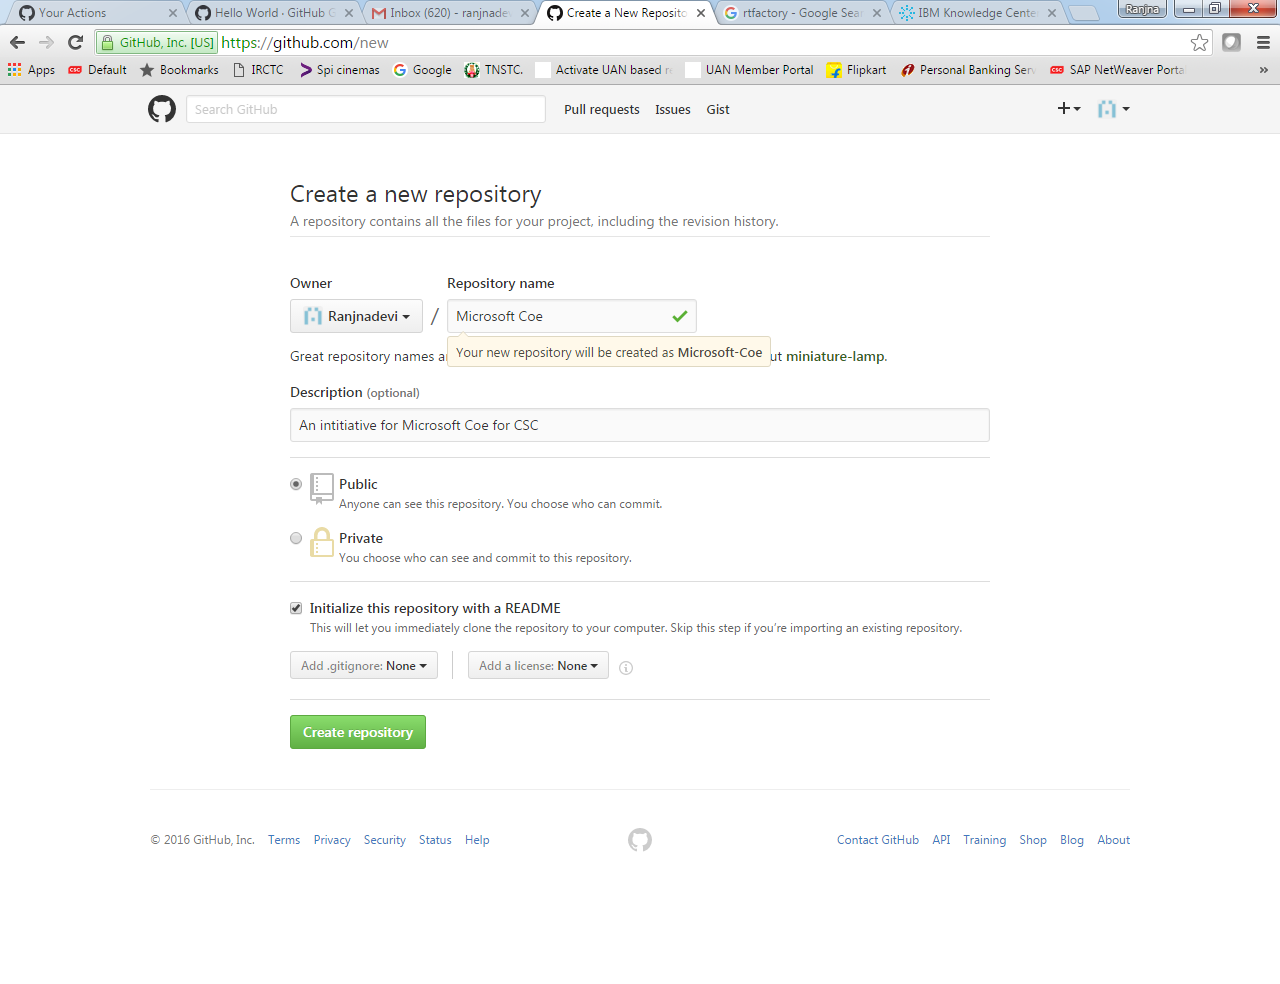 Your Actions
Hello World · GitHub G
Inbox (620) - ranjnadev
Create a New Reposito
rtfactory - Google Sear
IBM Knowledge Cente
Ranjna
GitHub, Inc. [US] https://github.com/new
Apps Default Bookmarks IRCTC Spi cinemas Google TNSTC. Activate UAN based r UAN Member Portal Flipkart Personal Banking Serv SAP NetWeaver Porta »
Search GitHub Pull requests Issues Gist
Create a new repository
A repository contains all the files for your project, including the revision history.
Owner Repository name
Ranjnadevi / Microsoft Coe
Your new repository will be created as Microsoft-Coe
Great repository names a ut miniature-lamp.
Description (optional)
An intitiative for Microsoft Coe for CSC
Public
Anyone can see this repository. You choose who can commit.
Private
You choose who can see and commit to this repository.
Initialize this repository with a README
This will let you immediately clone the repository to your computer. Skip this step if you’re importing an existing repository.
Add .gitignore: None Add a license: None
Create repository
© 2016 GitHub, Inc. Terms Privacy Security Status Help Contact GitHub API Training Shop Blog About